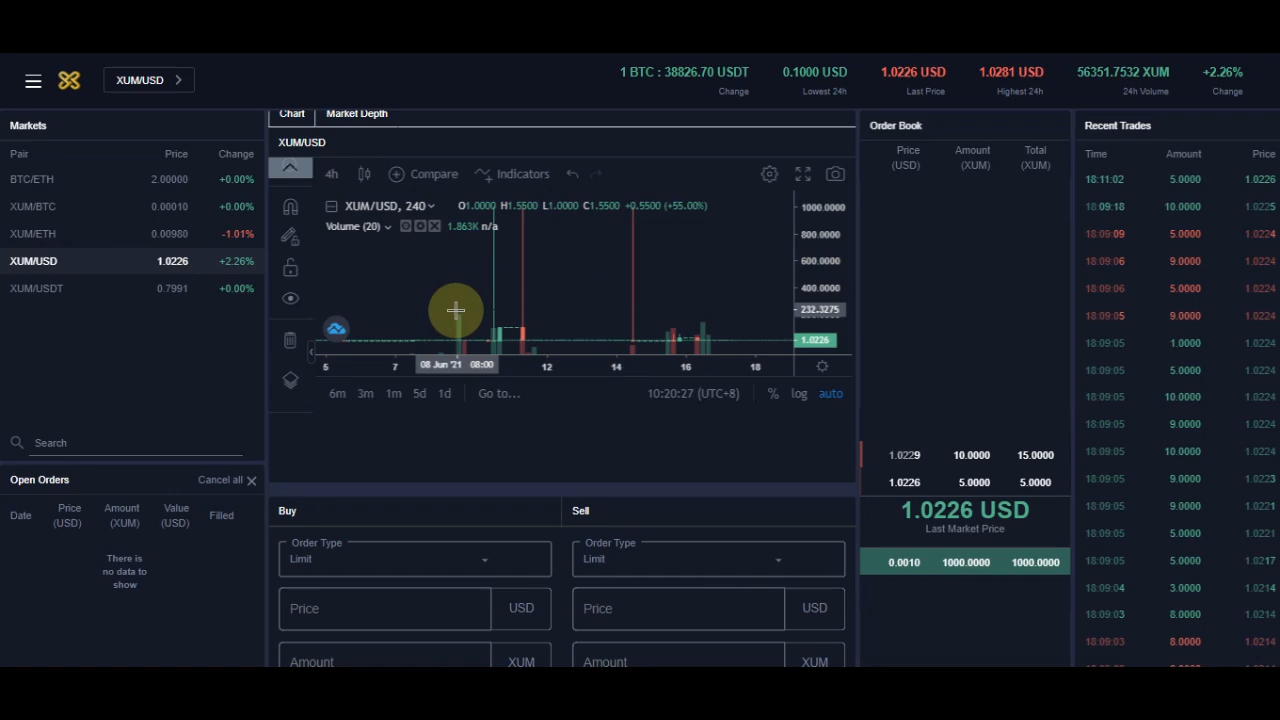 XUM/USD
1 BTC : 38826.70 USDT 0.1000 USD 1.0226 USD 1.0281 USD 56351.7532 XUM +2.26%
Change Lowest 24h Last Price Highest 24h 24h Volume Change
Markets
Pair Price Change
BTC/ETH 2.00000 +0.00%
XUM/BTC 0.00010 +0.00%
XUM/ETH 0.00980 -1.01%
XUM/USD 1.0226 +2.26%
XUM/USDT 0.7991 +0.00%
Search
Open Orders Cancel all
Date Price (USD) Amount (XUM) Value (USD) Filled
There is
no data to
show
Chart Market Depth
XUM/USD
4h Compare Indicators
XUM/USD, 240 O1.0000 H1.5500 L1.0000 C1.5500 +0.5500 (+55.00%)
Volume (20) 1.863K n/a
1000.0000
800.0000
600.0000
400.0000
232.3275
1.0226
5 7 08 Jun '21 08:00 12 14 16 18
6m 3m 1m 5d 1d Go to... 10:20:27 (UTC+8) % log auto
Buy Sell
Order Type Order Type
Limit Limit
Price USD Price USD
Amount XUM Amount XUM
Order Book
Price Amount Total
(USD) (XUM) (XUM)
1.0229 10.0000 15.0000
1.0226 5.0000 5.0000
1.0226 USD
Last Market Price
0.0010 1000.0000 1000.0000
Recent Trades
Time Amount Price
18:11:02 5.0000 1.0226
18:09:18 10.0000 1.0225
18:09:09 5.0000 1.0224
18:09:06 9.0000 1.0224
18:09:06 5.0000 1.0224
18:09:05 9.0000 1.0224
18:09:05 1.0000 1.0224
18:09:05 5.0000 1.0224
18:09:05 10.0000 1.0224
18:09:05 9.0000 1.0224
18:09:05 10.0000 1.0224
18:09:05 9.0000 1.0223
18:09:05 9.0000 1.0221
18:09:05 5.0000 1.0217
18:09:04 3.0000 1.0214
18:09:03 8.0000 1.0214
18:09:03 8.0000 1.0214